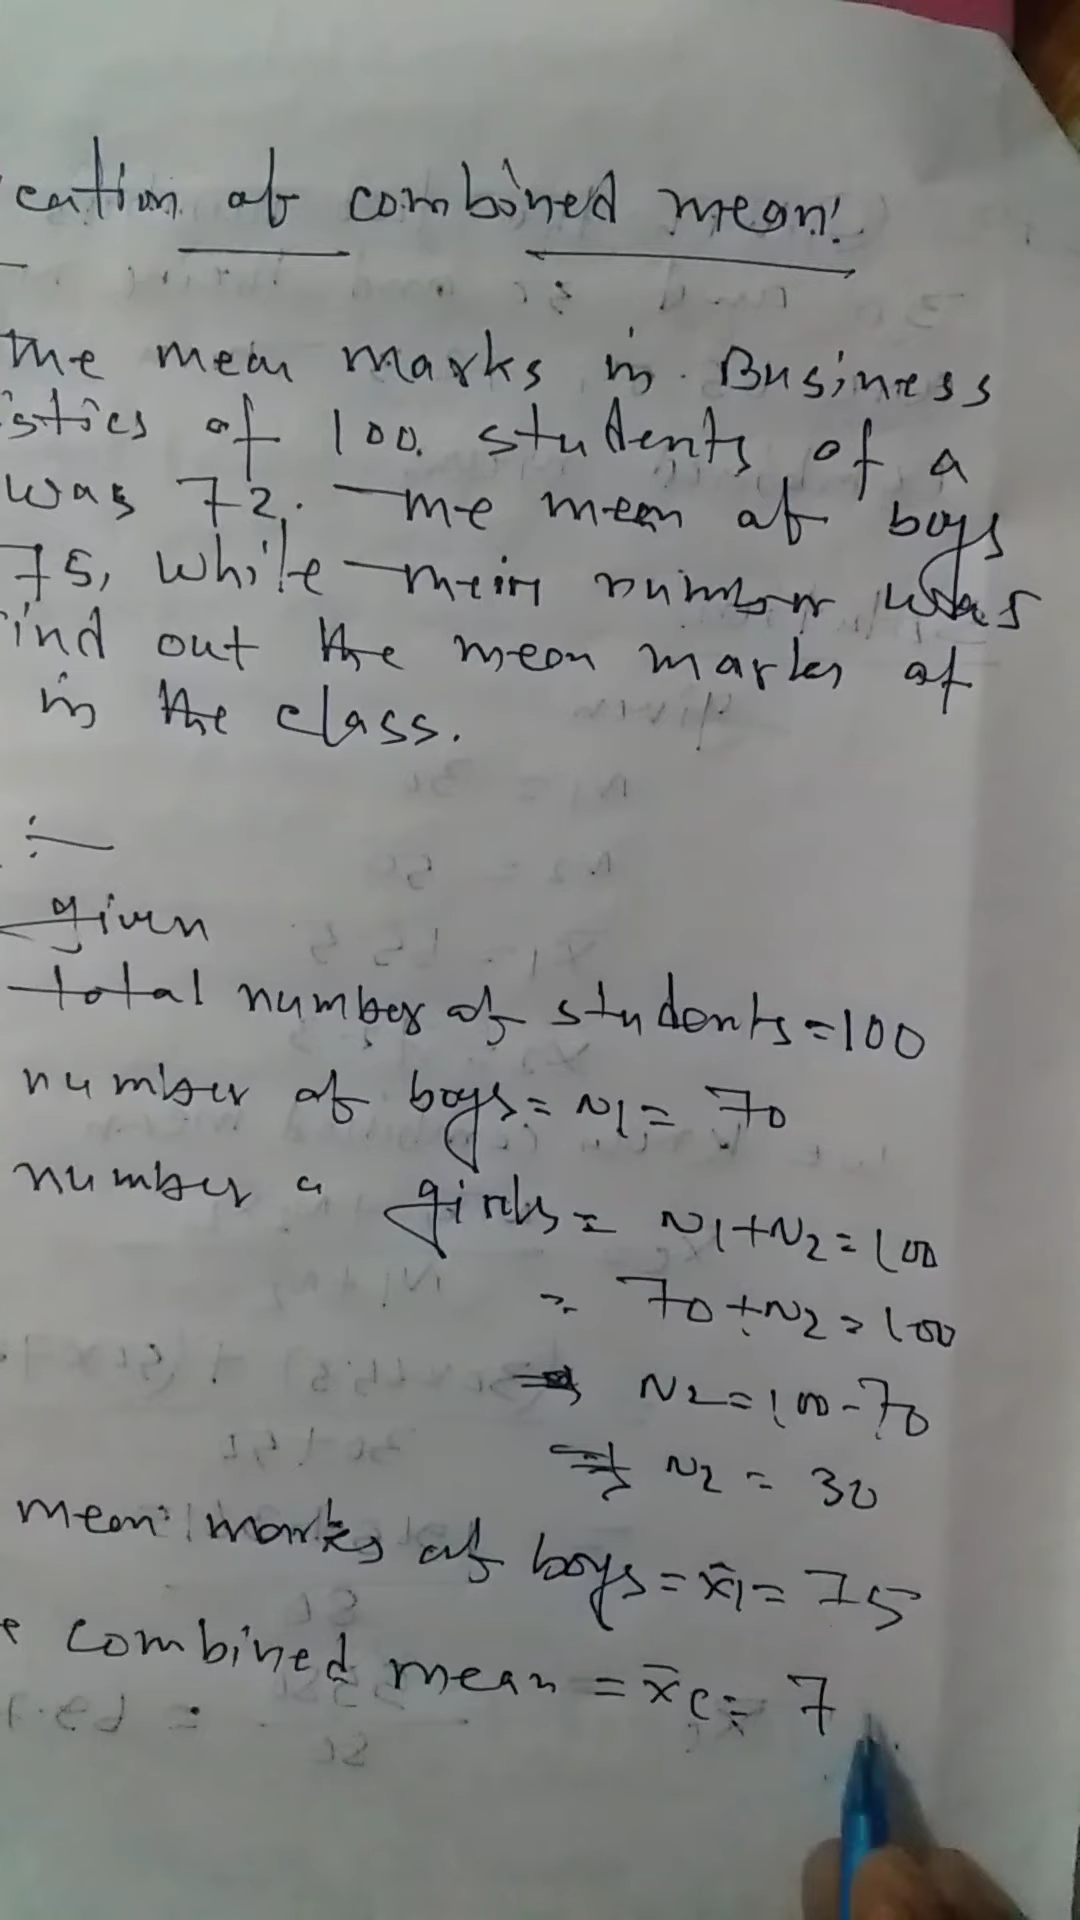 cation of combined mean:
The mean marks in Business
istics of 100 students of a
was 72. The mean of boys
75, while their number was
ind out the mean marks of
in the class.
:-
given
total number of students = 100
number of boys = N1 = 70
number a girls = N1+N2 = 100
= 70+N2 = 100
⇒ N2 = 100-70
⇒ N2 = 30
mean marks of boys = x̄1 = 75
e combined mean = x̄c = 7